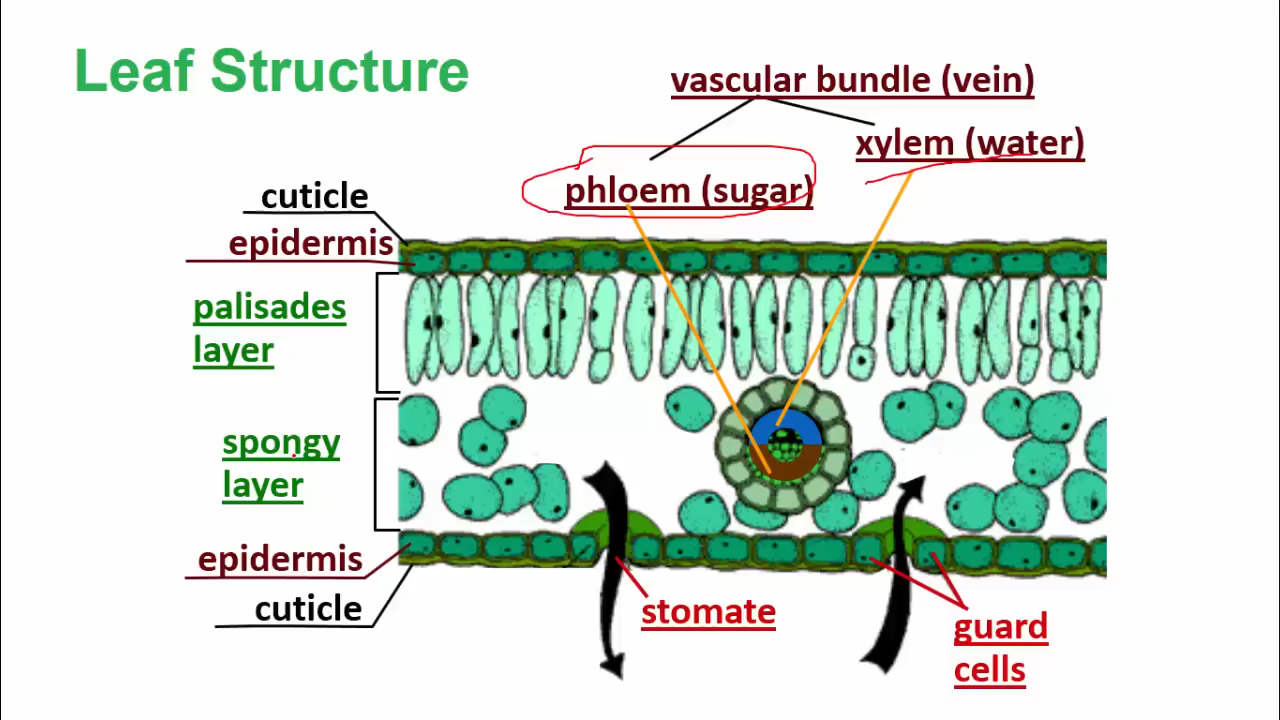 Leaf Structure
vascular bundle (vein)
xylem (water)
phloem (sugar)
cuticle
epidermis
palisades
layer
spongy
layer
epidermis
cuticle
stomate
guard
cells